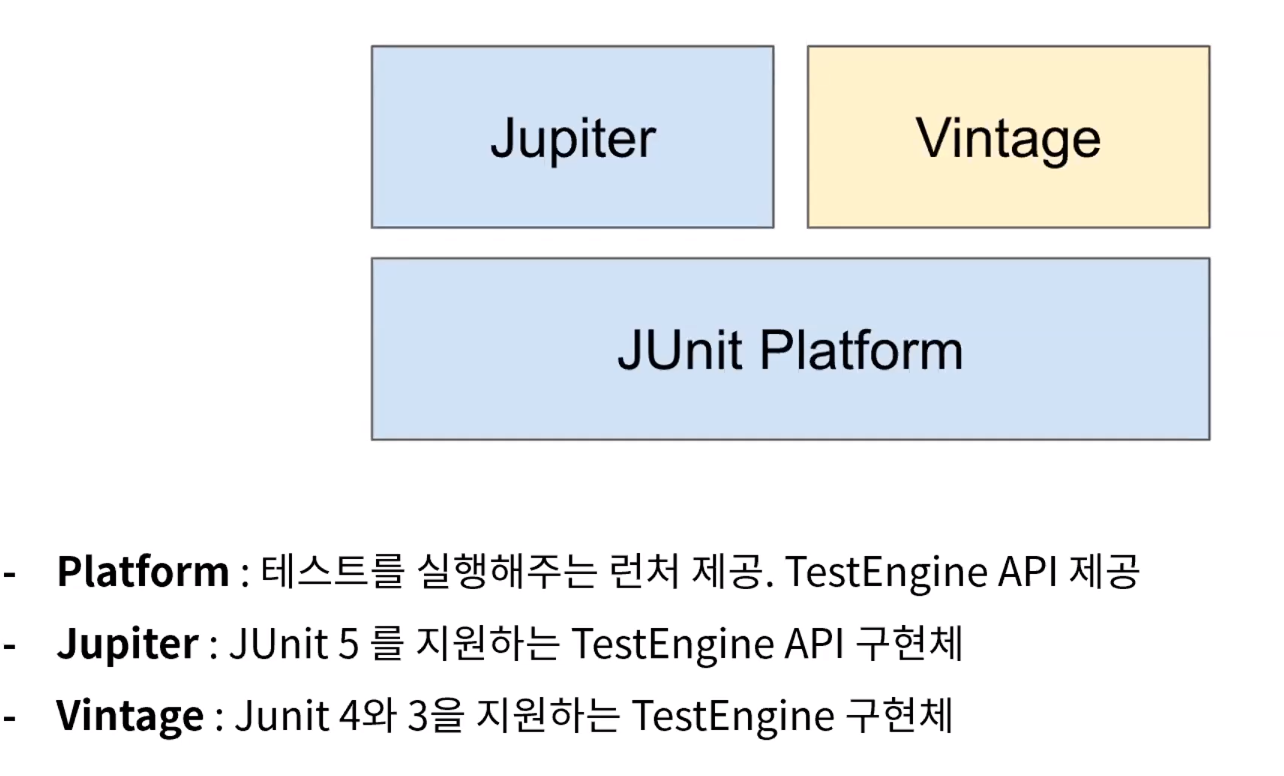 Jupiter
Vintage
JUnit Platform
- Platform : 테스트를 실행해주는 런처 제공. TestEngine API 제공
- Jupiter : JUnit 5 를 지원하는 TestEngine API 구현체
- Vintage : Junit 4와 3을 지원하는 TestEngine 구현체